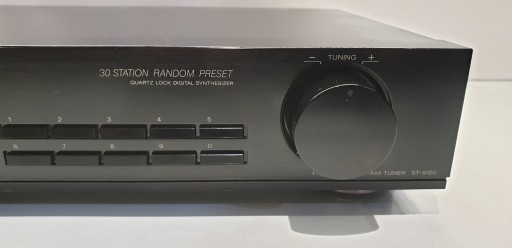 − TUNING +
30 STATION RANDOM PRESET
QUARTZ LOCK DIGITAL SYNTHESIZER
1 2 3 4 5
6 7 8 9 0
AM TUNER